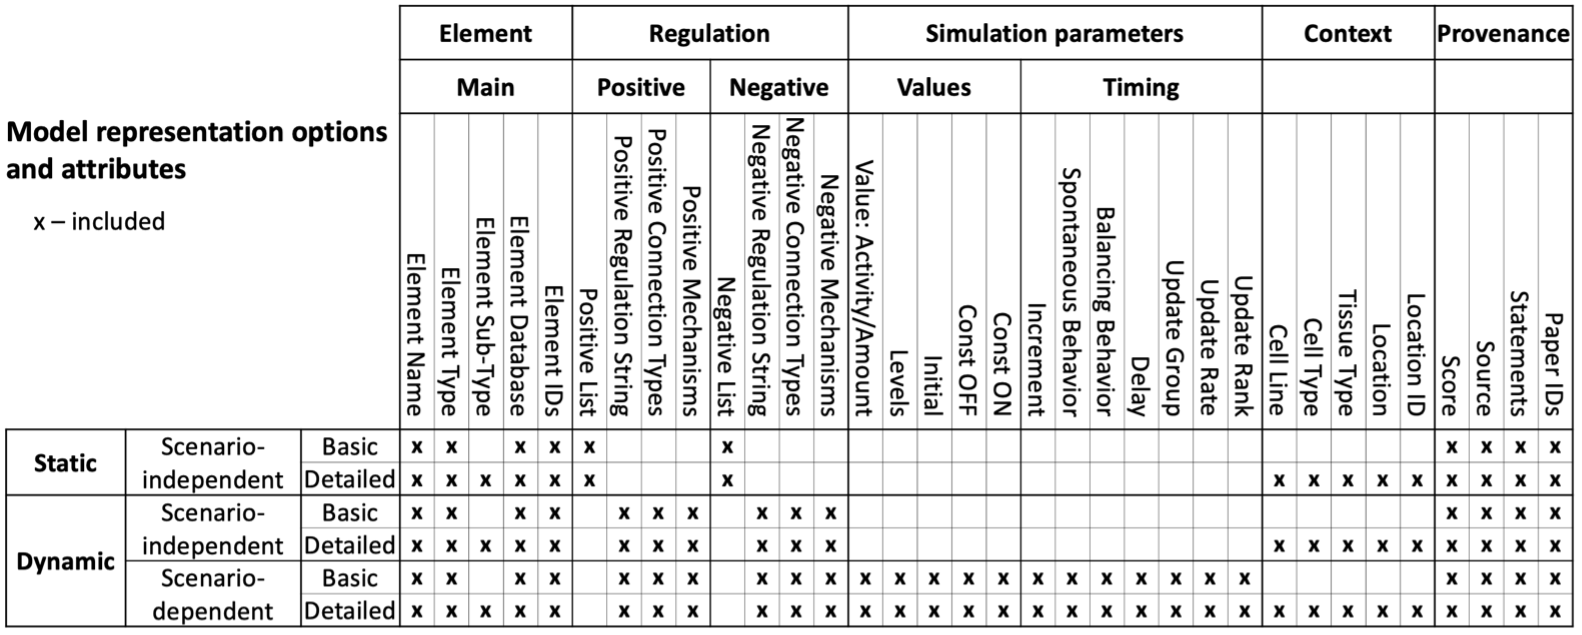 Element Regulation Simulation parameters Context Provenance
Main Positive Negative Values Timing
Model representation options
and attributes
x – included
Element Name
Element Type
Element Sub-Type
Element Database
Element IDs
Positive List
Positive Regulation String
Positive Connection Types
Positive Mechanisms
Negative List
Negative Regulation String
Negative Connection Types
Negative Mechanisms
Value: Activity/Amount
Levels
Initial
Const OFF
Const ON
Increment
Spontaneous Behavior
Balancing Behavior
Delay
Update Group
Update Rate
Update Rank
Cell Line
Cell Type
Tissue Type
Location
Location ID
Score
Source
Statements
Paper IDs
Static
Scenario-
independent
Basic x x x x x x x x x x
Detailed x x x x x x x x x x x x x x x x
Dynamic
Scenario-
independent
Basic x x x x x x x x x x x x x x
Detailed x x x x x x x x x x x x x x x x x x x x
Scenario-
dependent
Basic x x x x x x x x x x x x x x x x x x x x x x x x x x
Detailed x x x x x x x x x x x x x x x x x x x x x x x x x x x x x x x x